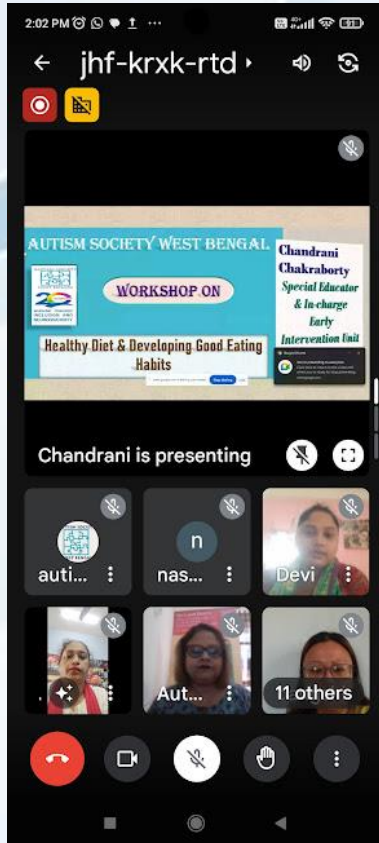 2:02 PM
4G+
jhf-krxk-rtd
AUTISM SOCIETY WEST BENGAL
WORKSHOP ON
Healthy Diet & Developing Good Eating
Habits
Chandrani
Chakraborty
Special Educator
& In-charge
Early
Intervention Unit
Chandrani is presenting
n
auti...
nas...
Devi
Aut...
11 others